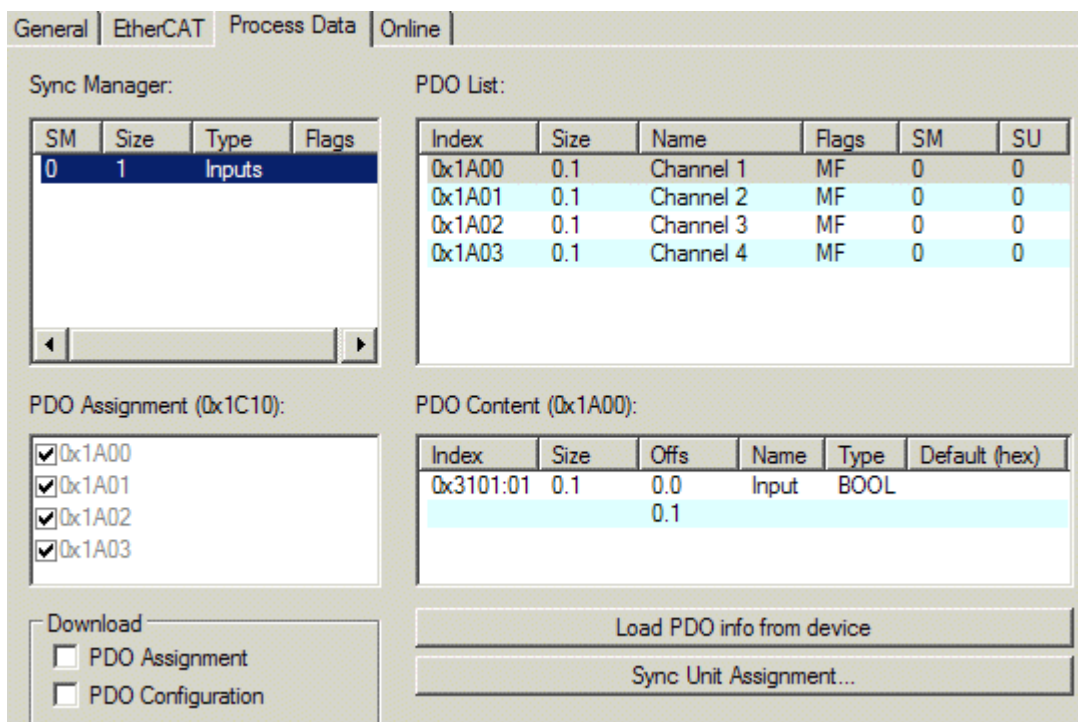 General EtherCAT Process Data Online
Sync Manager:
SM Size Type Flags
0 1 Inputs
PDO List:
Index Size Name Flags SM SU
0x1A00 0.1 Channel 1 MF 0 0
0x1A01 0.1 Channel 2 MF 0 0
0x1A02 0.1 Channel 3 MF 0 0
0x1A03 0.1 Channel 4 MF 0 0
PDO Assignment (0x1C10):
0x1A00
0x1A01
0x1A02
0x1A03
PDO Content (0x1A00):
Index Size Offs Name Type Default (hex)
0x3101:01 0.1 0.0 Input BOOL
0.1
Download
PDO Assignment
PDO Configuration
Load PDO info from device
Sync Unit Assignment...